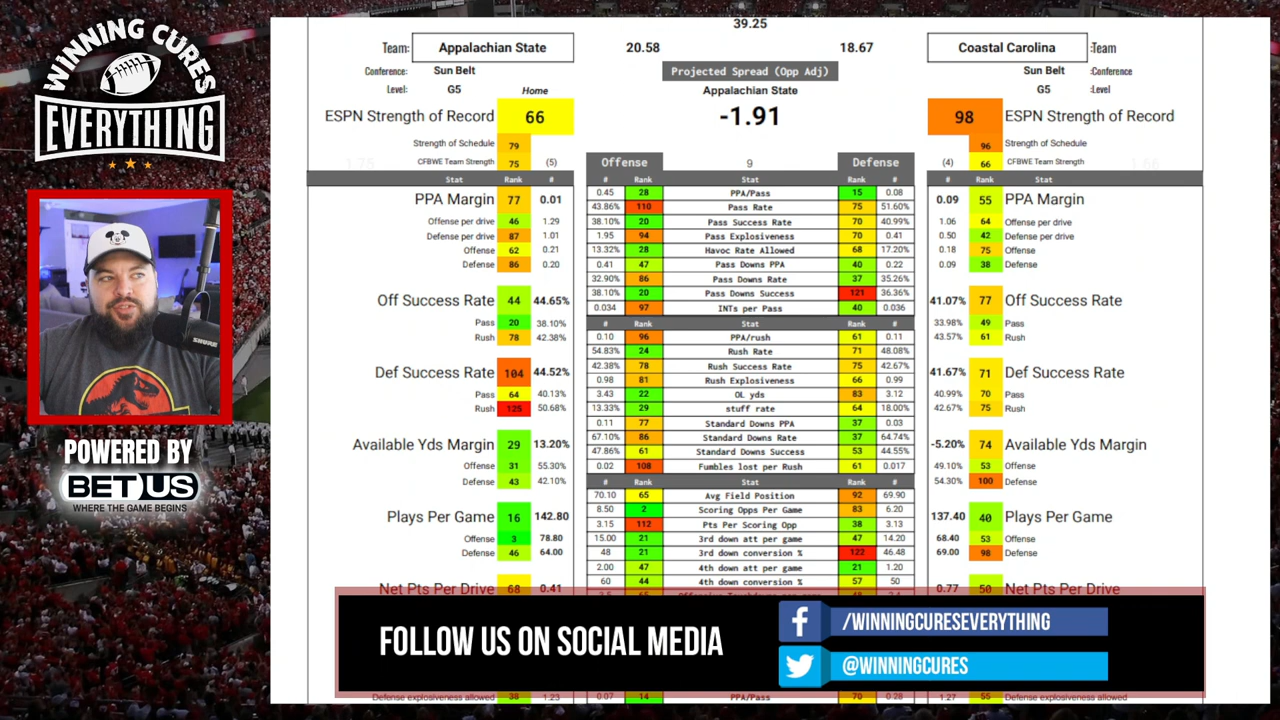 WINNING CURES
EVERYTHING
POWERED BY
BETUS
WHERE THE GAME BEGINS
SHURE
39.25
Team: Appalachian State 20.58 18.67 Coastal Carolina :Team
Conference: Sun Belt Projected Spread (Opp Adj) Sun Belt :Conference
Level: G5 Home Appalachian State G5 :Level
ESPN Strength of Record 66 -1.91 98 ESPN Strength of Record
Strength of Schedule 79 96 Strength of Schedule
CFBWE Team Strength 75 (5) Offense 9 Defense (4) 66 CFBWE Team Strength
Stat Rank # # Rank Stat Rank # # Rank Stat
PPA Margin 77 0.01 0.09 55 PPA Margin
Offense per drive 46 1.29 1.06 64 Offense per drive
Defense per drive 87 1.01 0.50 42 Defense per drive
Offense 62 0.21 0.18 75 Offense
Defense 86 0.20 0.09 38 Defense
Off Success Rate 44 44.65% 41.07% 77 Off Success Rate
Pass 20 38.10% 33.98% 49 Pass
Rush 78 42.38% 43.57% 61 Rush
Def Success Rate 104 44.52% 41.67% 71 Def Success Rate
Pass 64 40.13% 40.99% 70 Pass
Rush 125 50.68% 42.67% 75 Rush
Available Yds Margin 29 13.20% -5.20% 74 Available Yds Margin
Offense 31 55.30% 49.10% 53 Offense
Defense 43 42.10% 54.30% 100 Defense
Plays Per Game 16 142.80 137.40 40 Plays Per Game
Offense 3 78.80 68.40 53 Offense
Defense 46 64.00 69.00 98 Defense
Net Pts Per Drive 68 0.41 0.77 50 Net Pts Per Drive
0.45 28 PPA/Pass 15 0.08
43.86% 110 Pass Rate 75 51.60%
38.10% 20 Pass Success Rate 70 40.99%
1.95 94 Pass Explosiveness 70 0.41
13.32% 28 Havoc Rate Allowed 68 17.20%
0.41 47 Pass Downs PPA 40 0.22
32.90% 86 Pass Downs Rate 37 35.26%
38.10% 20 Pass Downs Success 121 36.36%
0.034 97 INTs per Pass 40 0.036
# Rank Stat Rank #
0.10 96 PPA/rush 61 0.11
54.83% 24 Rush Rate 71 48.08%
42.38% 78 Rush Success Rate 75 42.67%
0.98 81 Rush Explosiveness 66 0.99
3.43 22 OL yds 83 3.12
13.33% 29 stuff rate 64 18.00%
0.11 77 Standard Downs PPA 37 0.03
67.10% 86 Standard Downs Rate 37 64.74%
47.86% 61 Standard Downs Success 53 44.55%
0.02 108 Fumbles lost per Rush 61 0.017
# Rank Stat Rank #
70.10 65 Avg Field Position 92 69.90
8.50 2 Scoring Opps Per Game 83 6.20
3.15 112 Pts Per Scoring Opp 38 3.13
15.00 21 3rd down att per game 47 14.20
48 21 3rd down conversion % 122 46.48
2.00 47 4th down att per game 21 1.20
60 44 4th down conversion % 57 50
FOLLOW US ON SOCIAL MEDIA
f /WINNINGCURESEVERYTHING
@WINNINGCURES
Defense explosiveness allowed 38 1.23 0.07 14 PPA/Pass 70 0.28 1.27 55 Defense explosiveness allowed